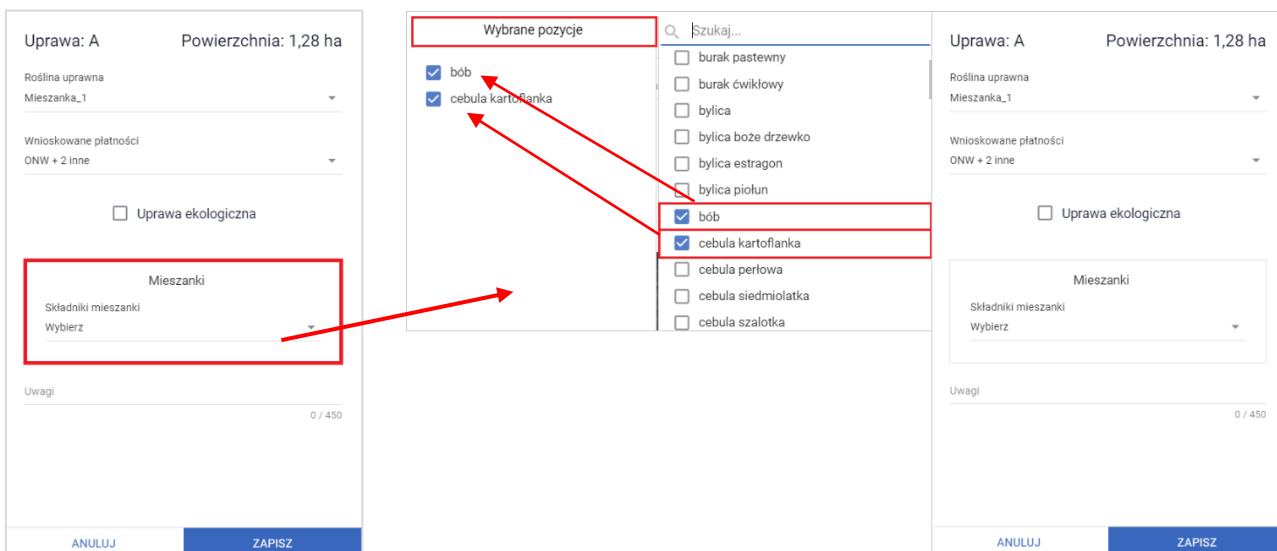 Uprawa: A Powierzchnia: 1,28 ha
Roślina uprawna
Mieszanka_1
Wnioskowane płatności
ONW + 2 inne
Uprawa ekologiczna
Mieszanki
Składniki mieszanki
Wybierz
Uwagi
0 / 450
ANULUJ ZAPISZ
Wybrane pozycje
bób
cebula kartoflanka
Szukaj...
burak pastewny
burak ćwikłowy
bylica
bylica boże drzewko
bylica estragon
bylica piołun
bób
cebula kartoflanka
cebula perłowa
cebula siedmiolatka
cebula szalotka
Uprawa: A Powierzchnia: 1,28 ha
Roślina uprawna
Mieszanka_1
Wnioskowane płatności
ONW + 2 inne
Uprawa ekologiczna
Mieszanki
Składniki mieszanki
Wybierz
Uwagi
0 / 450
ANULUJ ZAPISZ